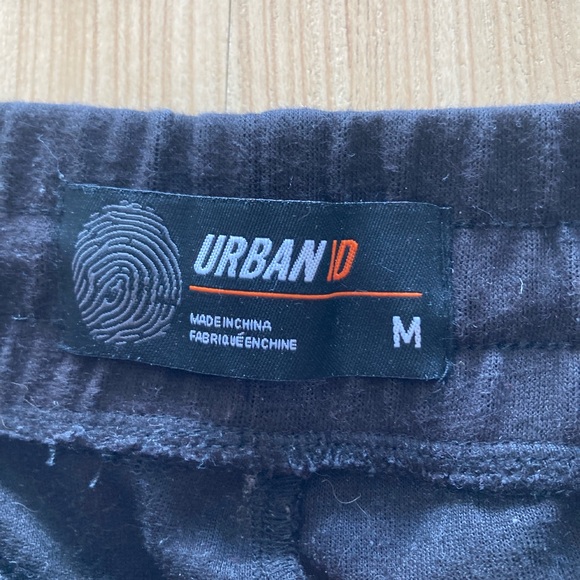 URBAN ID
MADE IN CHINA
FABRIQUÉ EN CHINE
M